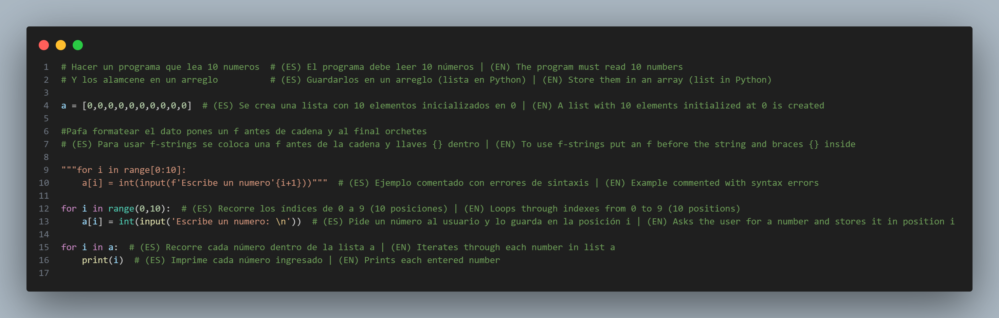 1 # Hacer un programa que lea 10 numeros  # (ES) El programa debe leer 10 números | (EN) The program must read 10 numbers
2 # Y los alamcene en un arreglo          # (ES) Guardarlos en un arreglo (lista en Python) | (EN) Store them in an array (list in Python)
3
4 a = [0,0,0,0,0,0,0,0,0,0]  # (ES) Se crea una lista con 10 elementos inicializados en 0 | (EN) A list with 10 elements initialized at 0 is created
5
6 #Pafa formatear el dato pones un f antes de cadena y al final orchetes
7 # (ES) Para usar f-strings se coloca una f antes de la cadena y llaves {} dentro | (EN) To use f-strings put an f before the string and braces {} inside
8
9 """for i in range[0:10]:
10     a[i] = int(input(f'Escribe un numero'{i+1}))"""  # (ES) Ejemplo comentado con errores de sintaxis | (EN) Example commented with syntax errors
11
12 for i in range(0,10):  # (ES) Recorre los índices de 0 a 9 (10 posiciones) | (EN) Loops through indexes from 0 to 9 (10 positions)
13     a[i] = int(input('Escribe un numero: \n'))  # (ES) Pide un número al usuario y lo guarda en la posición i | (EN) Asks the user for a number and stores it in position i
14
15 for i in a:  # (ES) Recorre cada número dentro de la lista a | (EN) Iterates through each number in list a
16     print(i)  # (ES) Imprime cada número ingresado | (EN) Prints each entered number
17